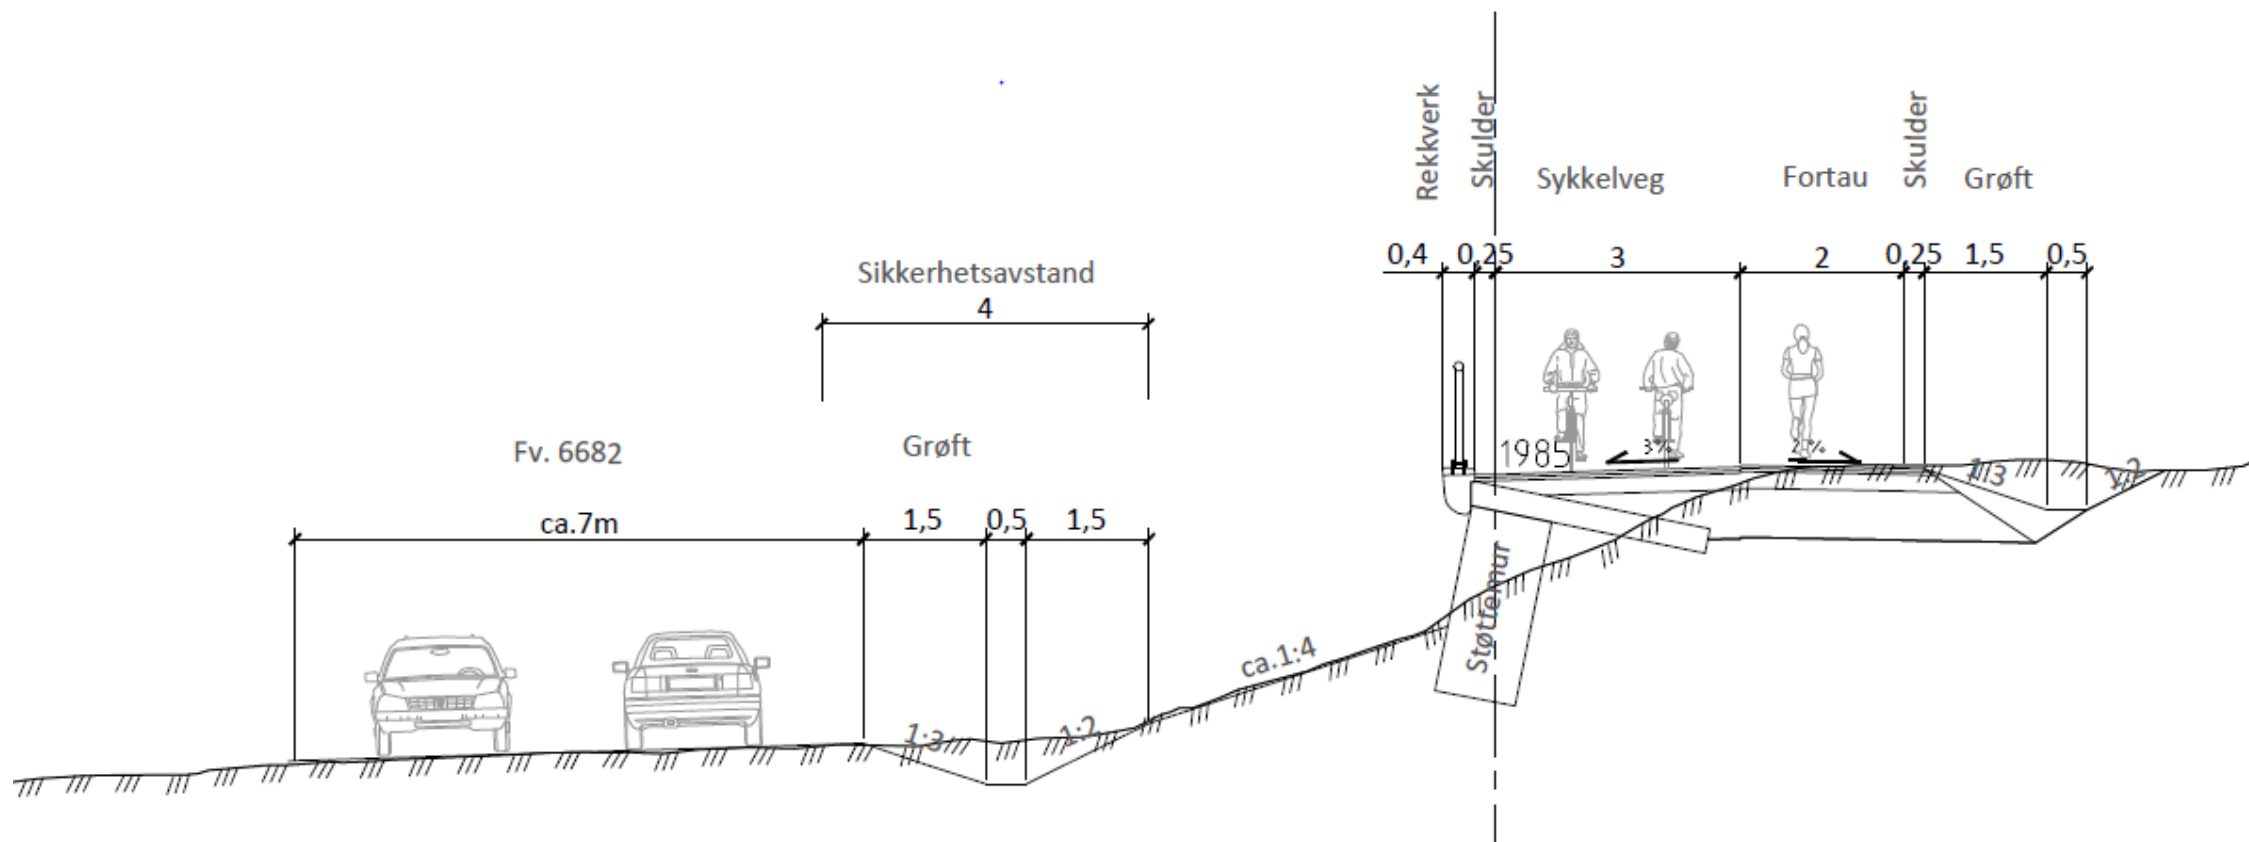 Rekkverk
Skulder
Sykkelveg
Fortau
Skulder
Grøft
0,4
0,25
3
2
0,25
1,5
0,5
Sikkerhetsavstand
4
Fv. 6682
Grøft
ca.7m
1,5
0,5
1,5
1985
3%
1:3
1:2
Støttemur
ca.1:4
1:3
1:2